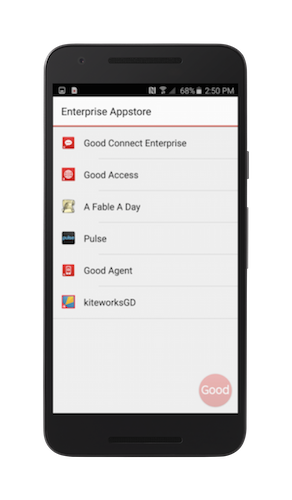 68% 2:50 PM
Enterprise Appstore
Good Connect Enterprise
Good Access
A Fable A Day
Pulse
Good Agent
kiteworksGD
Good